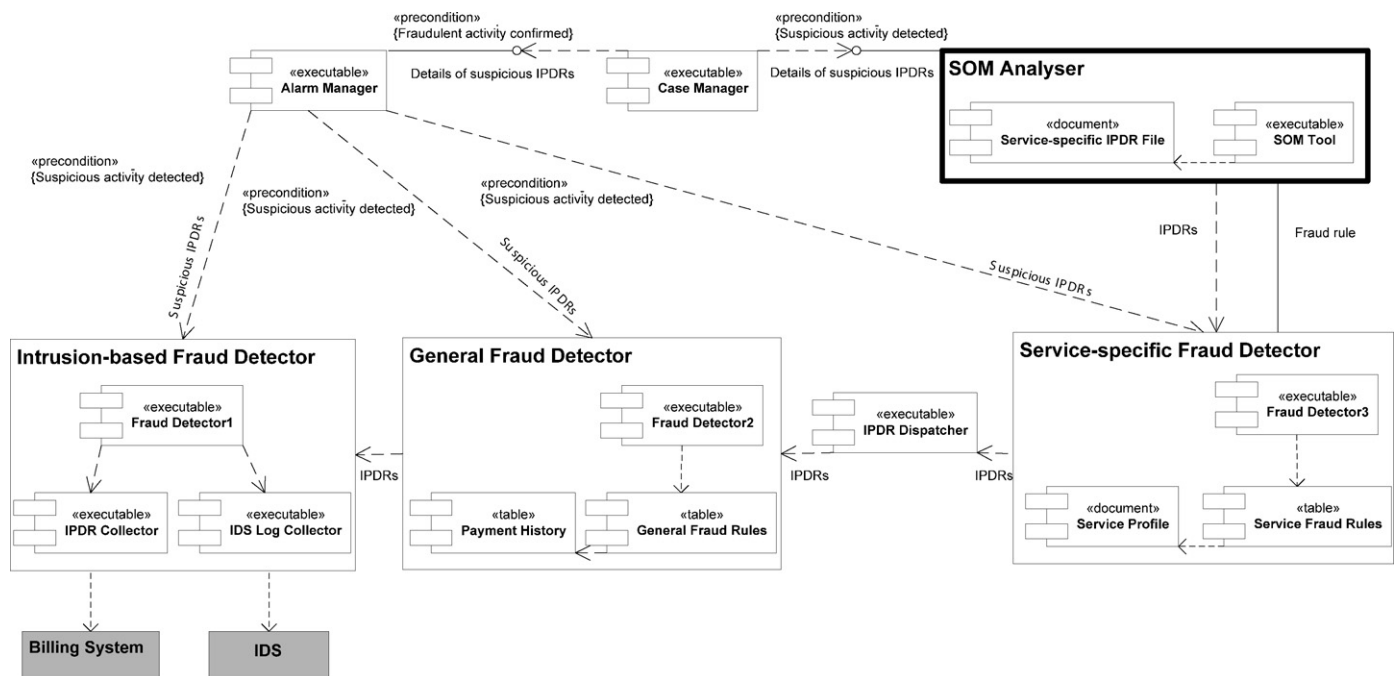 «precondition»
{Fraudulent activity confirmed}
«precondition»
{Suspicious activity detected}
«executable»
Alarm Manager
Details of suspicious IPDRs
«executable»
Case Manager
Details of suspicious IPDRs
SOM Analyser
«document»
Service-specific IPDR File
«executable»
SOM Tool
«precondition»
{Suspicious activity detected}
«precondition»
{Suspicious activity detected}
«precondition»
{Suspicious activity detected}
Suspicious IPDRs
Suspicious IPDRs
Suspicious IPDRs
IPDRs
Fraud rule
Intrusion-based Fraud Detector
«executable»
Fraud Detector1
«executable»
IPDR Collector
«executable»
IDS Log Collector
IPDRs
General Fraud Detector
«executable»
Fraud Detector2
«table»
Payment History
«table»
General Fraud Rules
IPDRs
«executable»
IPDR Dispatcher
IPDRs
Service-specific Fraud Detector
«executable»
Fraud Detector3
«document»
Service Profile
«table»
Service Fraud Rules
Billing System
IDS